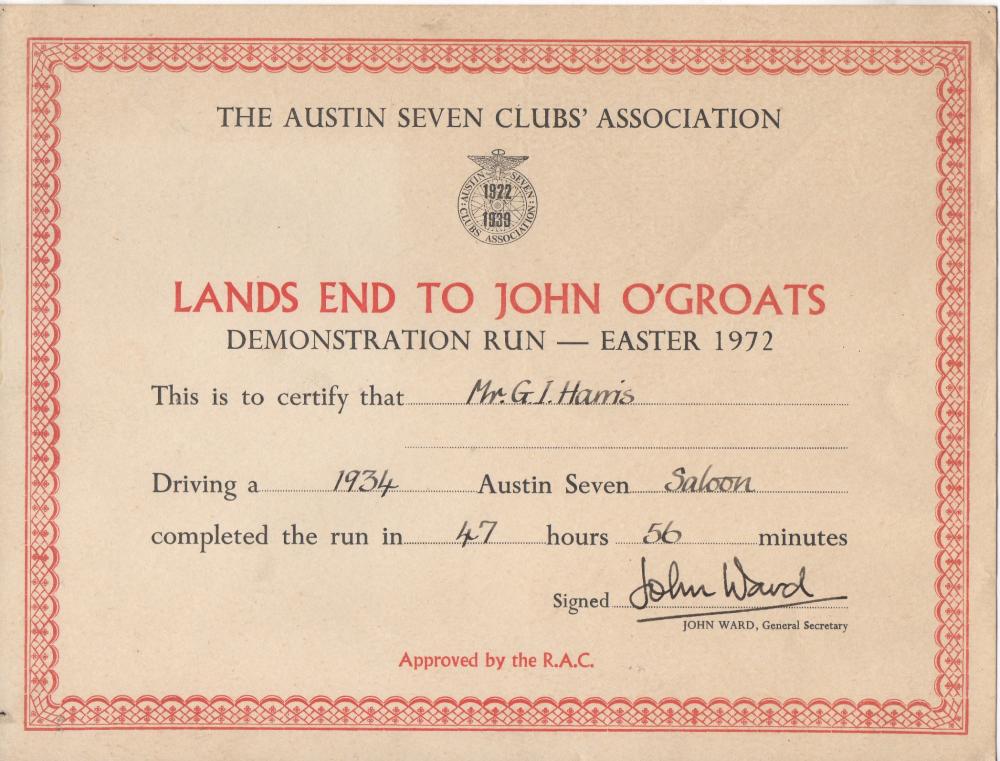 THE AUSTIN SEVEN CLUBS' ASSOCIATION
AUSTIN SEVEN
1922
1939
CLUBS ASSOCIATION
LANDS END TO JOHN O'GROATS
DEMONSTRATION RUN — EASTER 1972
This is to certify that Mr. G. I. Harris
Driving a 1934 Austin Seven Saloon
completed the run in 47 hours 56 minutes
Signed John Ward
JOHN WARD, General Secretary
Approved by the R.A.C.